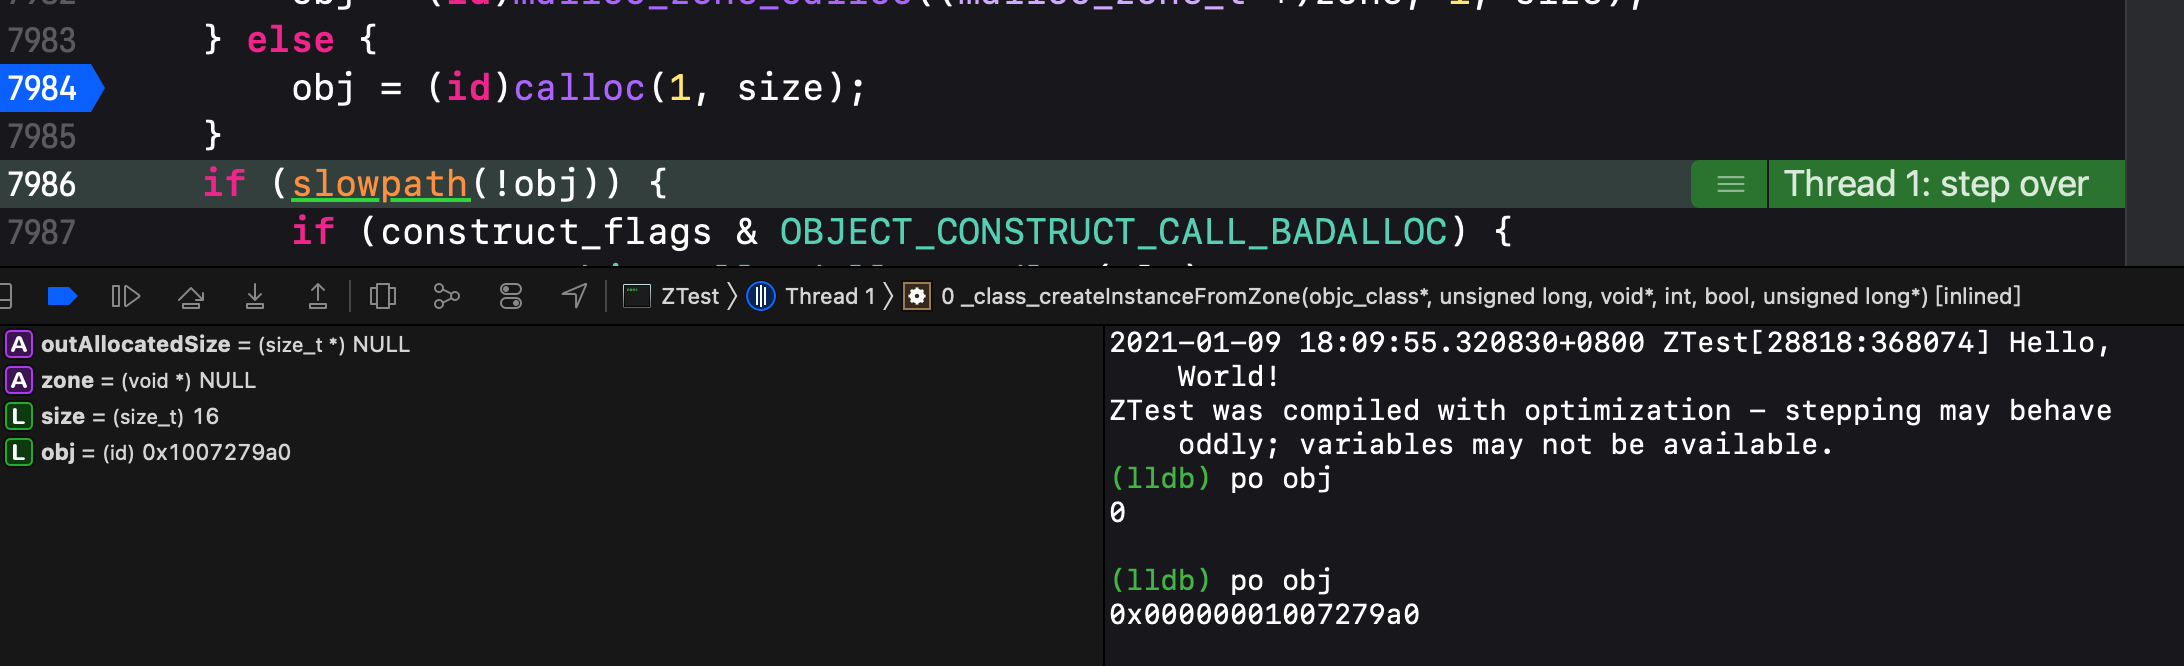 7983 } else {
7984 obj = (id)calloc(1, size);
7985 }
7986 if (slowpath(!obj)) { Thread 1: step over
7987 if (construct_flags & OBJECT_CONSTRUCT_CALL_BADALLOC) {
ZTest Thread 1 0 _class_createInstanceFromZone(objc_class*, unsigned long, void*, int, bool, unsigned long*) [inlined]
A outAllocatedSize = (size_t *) NULL
A zone = (void *) NULL
L size = (size_t) 16
L obj = (id) 0x1007279a0
2021-01-09 18:09:55.320830+0800 ZTest[28818:368074] Hello,
World!
ZTest was compiled with optimization - stepping may behave
oddly; variables may not be available.
(lldb) po obj
0
(lldb) po obj
0x00000001007279a0